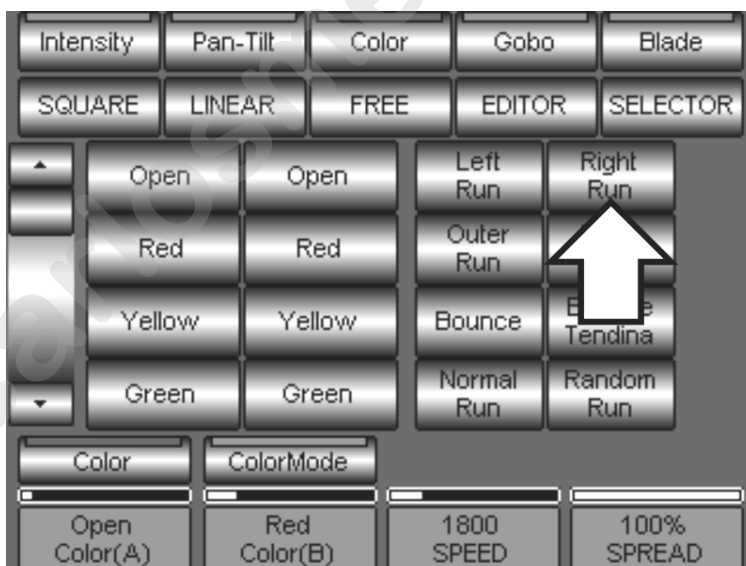 Intensity Pan-Tilt Color Gobo Blade
SQUARE LINEAR FREE EDITOR SELECTOR
Open Open Left Run Right Run
Red Red Outer Run
Yellow Yellow Bounce Tendina
Green Green Normal Run Random Run
Color ColorMode
Open Red 1800 100%
Color(A) Color(B) SPEED SPREAD